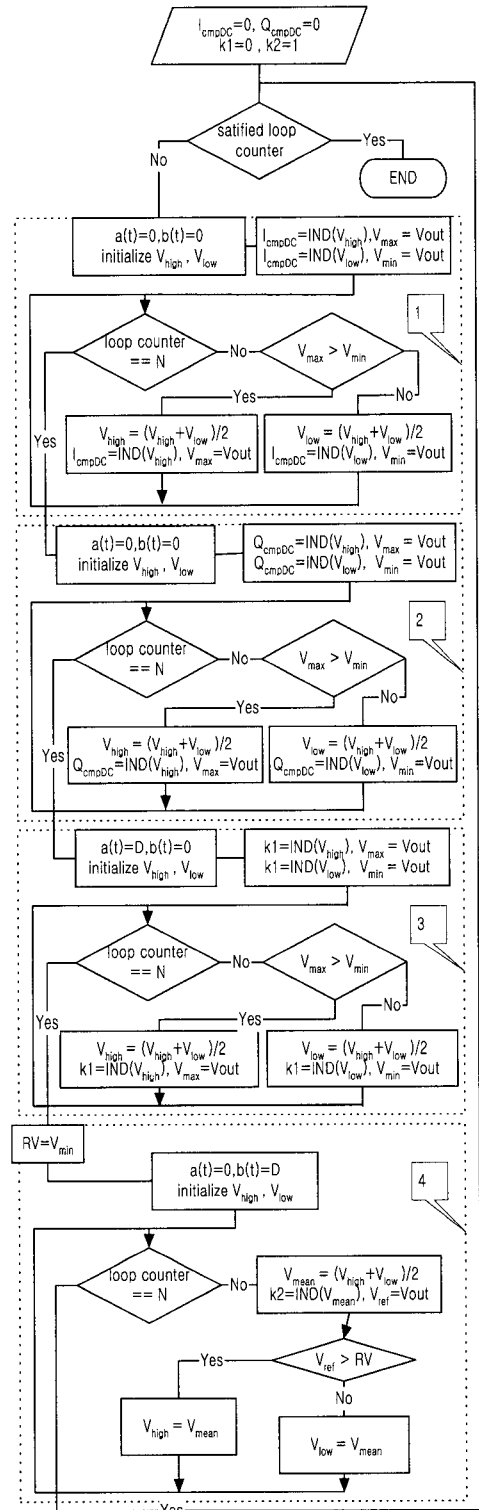 I_cmpDC=0, Q_cmpDC=0
k1=0 , k2=1
satified loop
counter
Yes
No
END
a(t)=0,b(t)=0
initialize V_high , V_low
I_cmpDC=IND(V_high),V_max = Vout
I_cmpDC=IND(V_low), V_min = Vout
1
loop counter
== N
No
V_max > V_min
Yes
No
Yes
V_high = (V_high+V_low )/2
I_cmpDC=IND(V_high), V_max=Vout
V_low = (V_high+V_low)/2
I_cmpDC=IND(V_low), V_min=Vout
a(t)=0,b(t)=0
initialize V_high , V_low
Q_cmpDC=IND(V_high), V_max = Vout
Q_cmpDC=IND(V_low), V_min = Vout
2
loop counter
== N
No
V_max > V_min
Yes
No
Yes
V_high = (V_high+V_low)/2
Q_cmpDC=IND(V_high), V_max=Vout
V_low = (V_high+V_low)/2
Q_cmpDC=IND(V_low), V_min=Vout
a(t)=D,b(t)=0
initialize V_high , V_low
k1=IND(V_high), V_max = Vout
k1=IND(V_low), V_min = Vout
3
loop counter
== N
No
V_max > V_min
Yes
No
Yes
V_high = (V_high+V_low)/2
k1=IND(V_high), V_max=Vout
V_low = (V_high+V_low)/2
k1=IND(V_low), V_min=Vout
RV=V_min
a(t)=0,b(t)=D
initialize V_high , V_low
4
loop counter
== N
No
V_mean = (V_high+V_low)/2
k2=IND(V_mean), V_ref=Vout
Yes
V_ref > RV
No
V_high = V_mean
V_low = V_mean
Yes